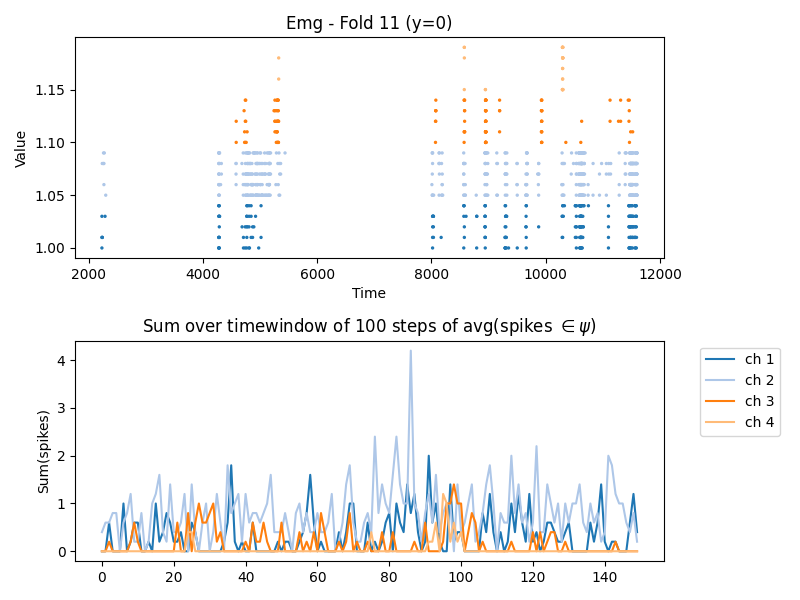 Emg - Fold 11 (y=0)
Value
1.15
1.10
1.05
1.00
2000 4000 6000 8000 10000 12000
Time
Sum over timewindow of 100 steps of avg(spikes ∈ ψ)
Sum(spikes)
4
3
2
1
0
0 20 40 60 80 100 120 140
ch 1
ch 2
ch 3
ch 4